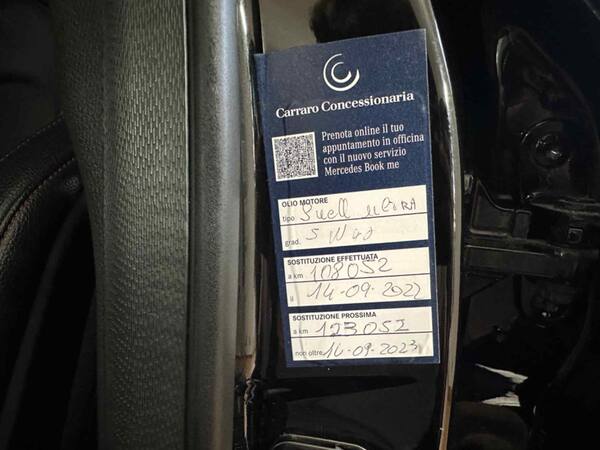 Carraro Concessionaria
Prenota online il tuo
appuntamento in officina
con il nuovo servizio
Mercedes Book me
OLIO MOTORE
tipo Shell ULtRA
grad. 5 W
SOSTITUZIONE EFFETTUATA
a km 108052
il 14-09-2022
SOSTITUZIONE PROSSIMA
a km 123052
non oltre 14-09-2023